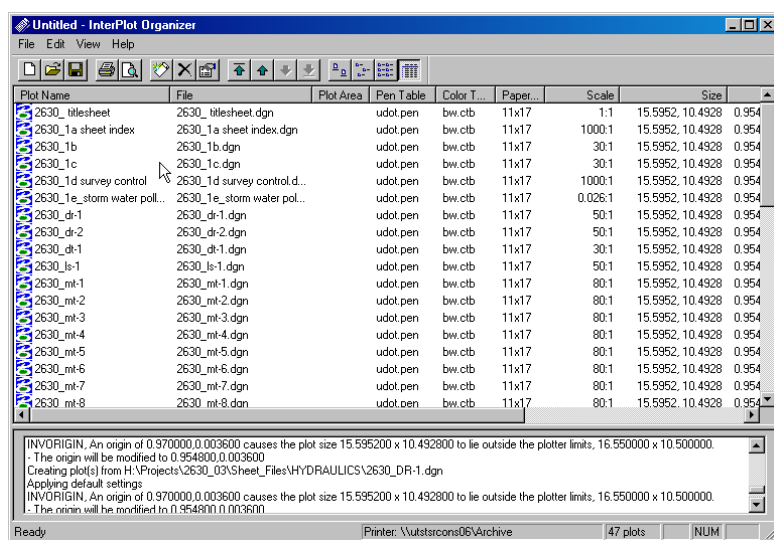 Untitled - InterPlot Organizer
File Edit View Help
Plot Name File Plot Area Pen Table Color T... Paper... Scale Size
2630_ titlesheet 2630_ titlesheet.dgn udot.pen bw.ctb 11x17 1:1 15.5952, 10.4928 0.954
2630_1a sheet index 2630_1a sheet index.dgn udot.pen bw.ctb 11x17 1000:1 15.5952, 10.4928 0.954
2630_1b 2630_1b.dgn udot.pen bw.ctb 11x17 30:1 15.5952, 10.4928 0.954
2630_1c 2630_1c.dgn udot.pen bw.ctb 11x17 30:1 15.5952, 10.4928 0.954
2630_1d survey control 2630_1d survey control.d... udot.pen bw.ctb 11x17 1000:1 15.5952, 10.4928 0.954
2630_1e_storm water poll... 2630_1e_storm water pol... udot.pen bw.ctb 11x17 0.026:1 15.5952, 10.4928 0.954
2630_dr-1 2630_dr-1.dgn udot.pen bw.ctb 11x17 50:1 15.5952, 10.4928 0.954
2630_dr-2 2630_dr-2.dgn udot.pen bw.ctb 11x17 50:1 15.5952, 10.4928 0.954
2630_dt-1 2630_dt-1.dgn udot.pen bw.ctb 11x17 30:1 15.5952, 10.4928 0.954
2630_ls-1 2630_ls-1.dgn udot.pen bw.ctb 11x17 50:1 15.5952, 10.4928 0.954
2630_mt-1 2630_mt-1.dgn udot.pen bw.ctb 11x17 80:1 15.5952, 10.4928 0.954
2630_mt-2 2630_mt-2.dgn udot.pen bw.ctb 11x17 80:1 15.5952, 10.4928 0.954
2630_mt-3 2630_mt-3.dgn udot.pen bw.ctb 11x17 80:1 15.5952, 10.4928 0.954
2630_mt-4 2630_mt-4.dgn udot.pen bw.ctb 11x17 80:1 15.5952, 10.4928 0.954
2630_mt-5 2630_mt-5.dgn udot.pen bw.ctb 11x17 80:1 15.5952, 10.4928 0.954
2630_mt-6 2630_mt-6.dgn udot.pen bw.ctb 11x17 80:1 15.5952, 10.4928 0.954
2630_mt-7 2630_mt-7.dgn udot.pen bw.ctb 11x17 80:1 15.5952, 10.4928 0.954
2630_mt-8 2630_mt-8.dgn udot.pen bw.ctb 11x17 80:1 15.5952, 10.4928 0.954
INVORIGIN, An origin of 0.970000,0.003600 causes the plot size 15.595200 x 10.492800 to lie outside the plotter limits, 16.550000 x 10.500000.
- The origin will be modified to 0.954800,0.003600
Creating plot(s) from H:\Projects\2630_03\Sheet_Files\HYDRAULICS\2630_DR-1.dgn
Applying default settings
INVORIGIN, An origin of 0.970000,0.003600 causes the plot size 15.595200 x 10.492800 to lie outside the plotter limits, 16.550000 x 10.500000.
- The origin will be modified to 0.954800,0.003600
Ready Printer: \\utstsrcons06\Archive 47 plots NUM